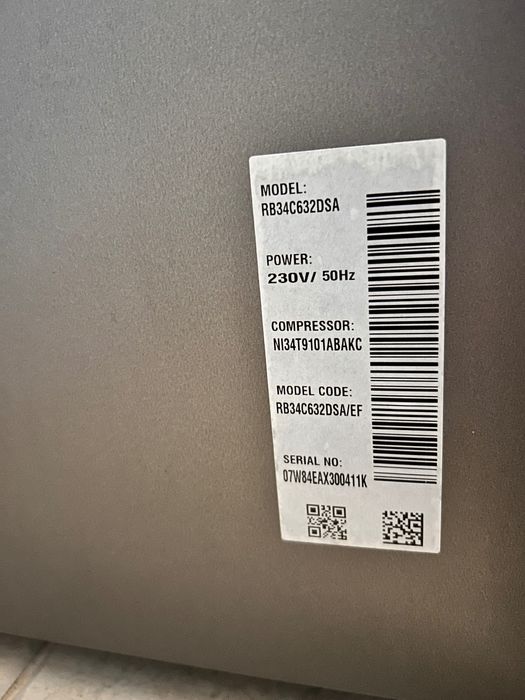 MODEL:
RB34C632DSA
POWER:
230V/ 50Hz
COMPRESSOR:
NI34T9101ABAKC
MODEL CODE:
RB34C632DSA/EF
SERIAL NO:
07W84EAX300411K